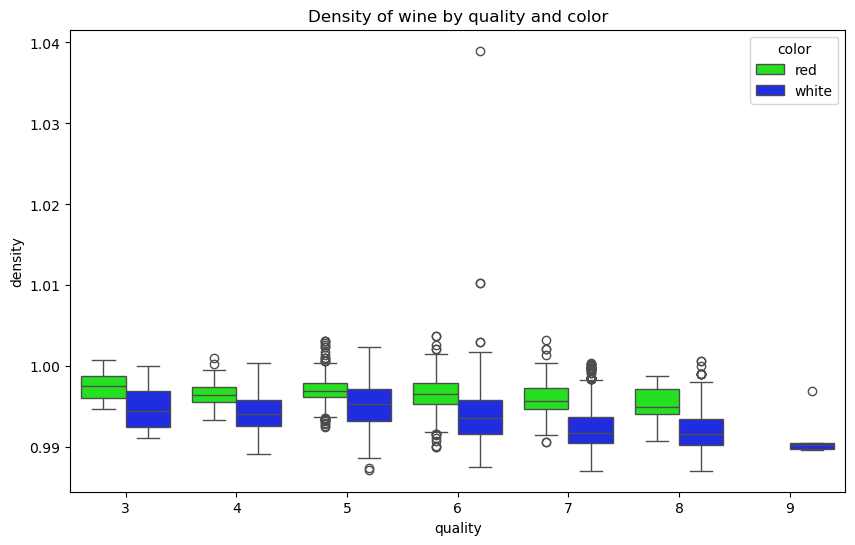 Density of wine by quality and color
color
red
white
density
1.04
1.03
1.02
1.01
1.00
0.99
3 4 5 6 7 8 9
quality